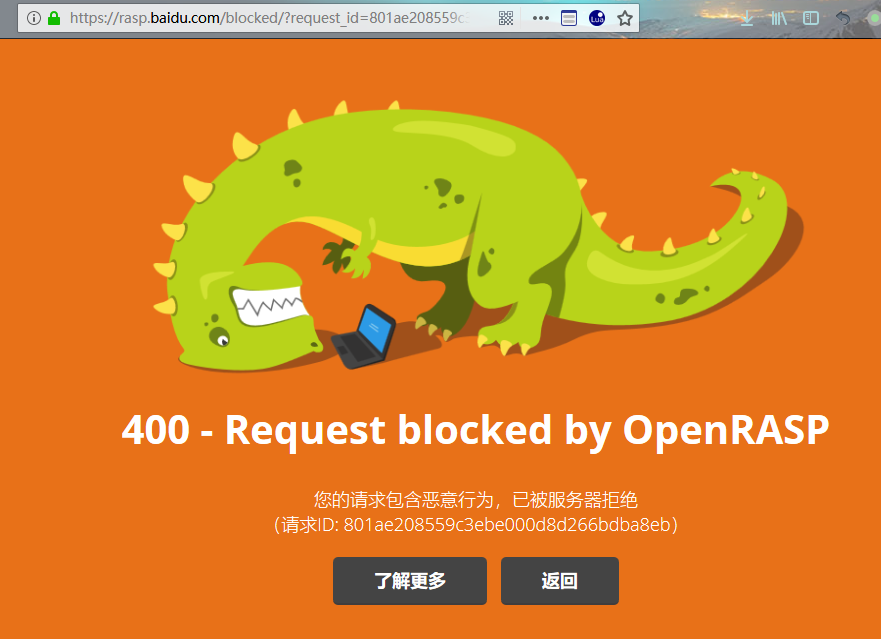 https://rasp.baidu.com/blocked/?request_id=801ae208559c
Lua
400 - Request blocked by OpenRASP
您的请求包含恶意行为，已被服务器拒绝
（请求ID: 801ae208559c3ebe000d8d266bdba8eb）
了解更多
返回